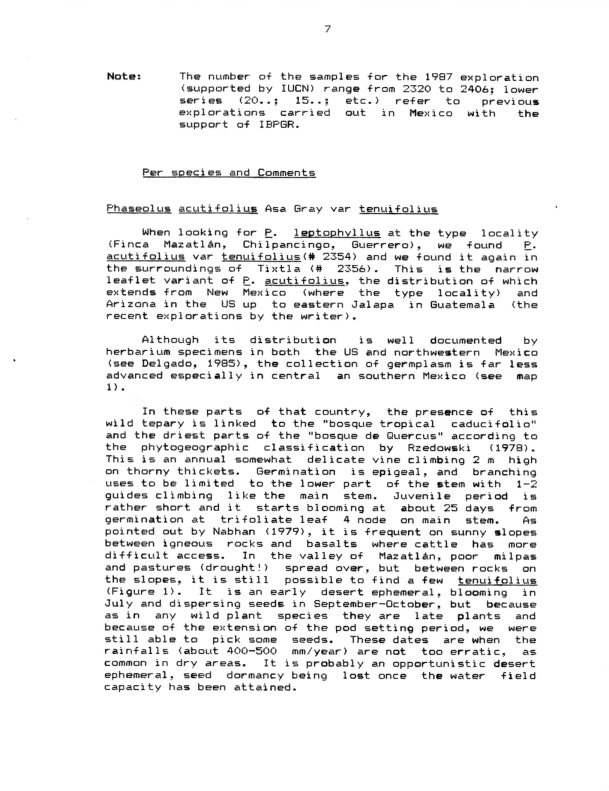 7
Note: The number of the samples for the 1987 exploration
(supported by IUCN) range from 2320 to 2406; lower
series (20..; 15..; etc.) refer to previous
explorations carried out in Mexico with the
support of IBPGR.
Per species and Comments
Phaseolus acutifolius Asa Gray var tenuifolius
When looking for P. leptophyllus at the type locality
(Finca Mazatlán, Chilpancingo, Guerrero), we found P.
acutifolius var tenuifolius(# 2354) and we found it again in
the surroundings of Tixtla (# 2356). This is the narrow
leaflet variant of P. acutifolius, the distribution of which
extends from New Mexico (where the type locality) and
Arizona in the US up to eastern Jalapa in Guatemala (the
recent explorations by the writer).
Although its distribution is well documented by
herbarium specimens in both the US and northwestern Mexico
(see Delgado, 1985), the collection of germplasm is far less
advanced especially in central an southern Mexico (see map
1).
In these parts of that country, the presence of this
wild tepary is linked to the "bosque tropical caducifolio"
and the driest parts of the "bosque de Quercus" according to
the phytogeographic classification by Rzedowski (1978).
This is an annual somewhat delicate vine climbing 2 m high
on thorny thickets. Germination is epigeal, and branching
uses to be limited to the lower part of the stem with 1-2
guides climbing like the main stem. Juvenile period is
rather short and it starts blooming at about 25 days from
germination at trifoliate leaf 4 node on main stem. As
pointed out by Nabhan (1979), it is frequent on sunny slopes
between igneous rocks and basalts where cattle has more
difficult access. In the valley of Mazatlán, poor milpas
and pastures (drought!) spread over, but between rocks on
the slopes, it is still possible to find a few tenuifolius
(Figure 1). It is an early desert ephemeral, blooming in
July and dispersing seeds in September-October, but because
as in any wild plant species they are late plants and
because of the extension of the pod setting period, we were
still able to pick some seeds. These dates are when the
rainfalls (about 400-500 mm/year) are not too erratic, as
common in dry areas. It is probably an opportunistic desert
ephemeral, seed dormancy being lost once the water field
capacity has been attained.